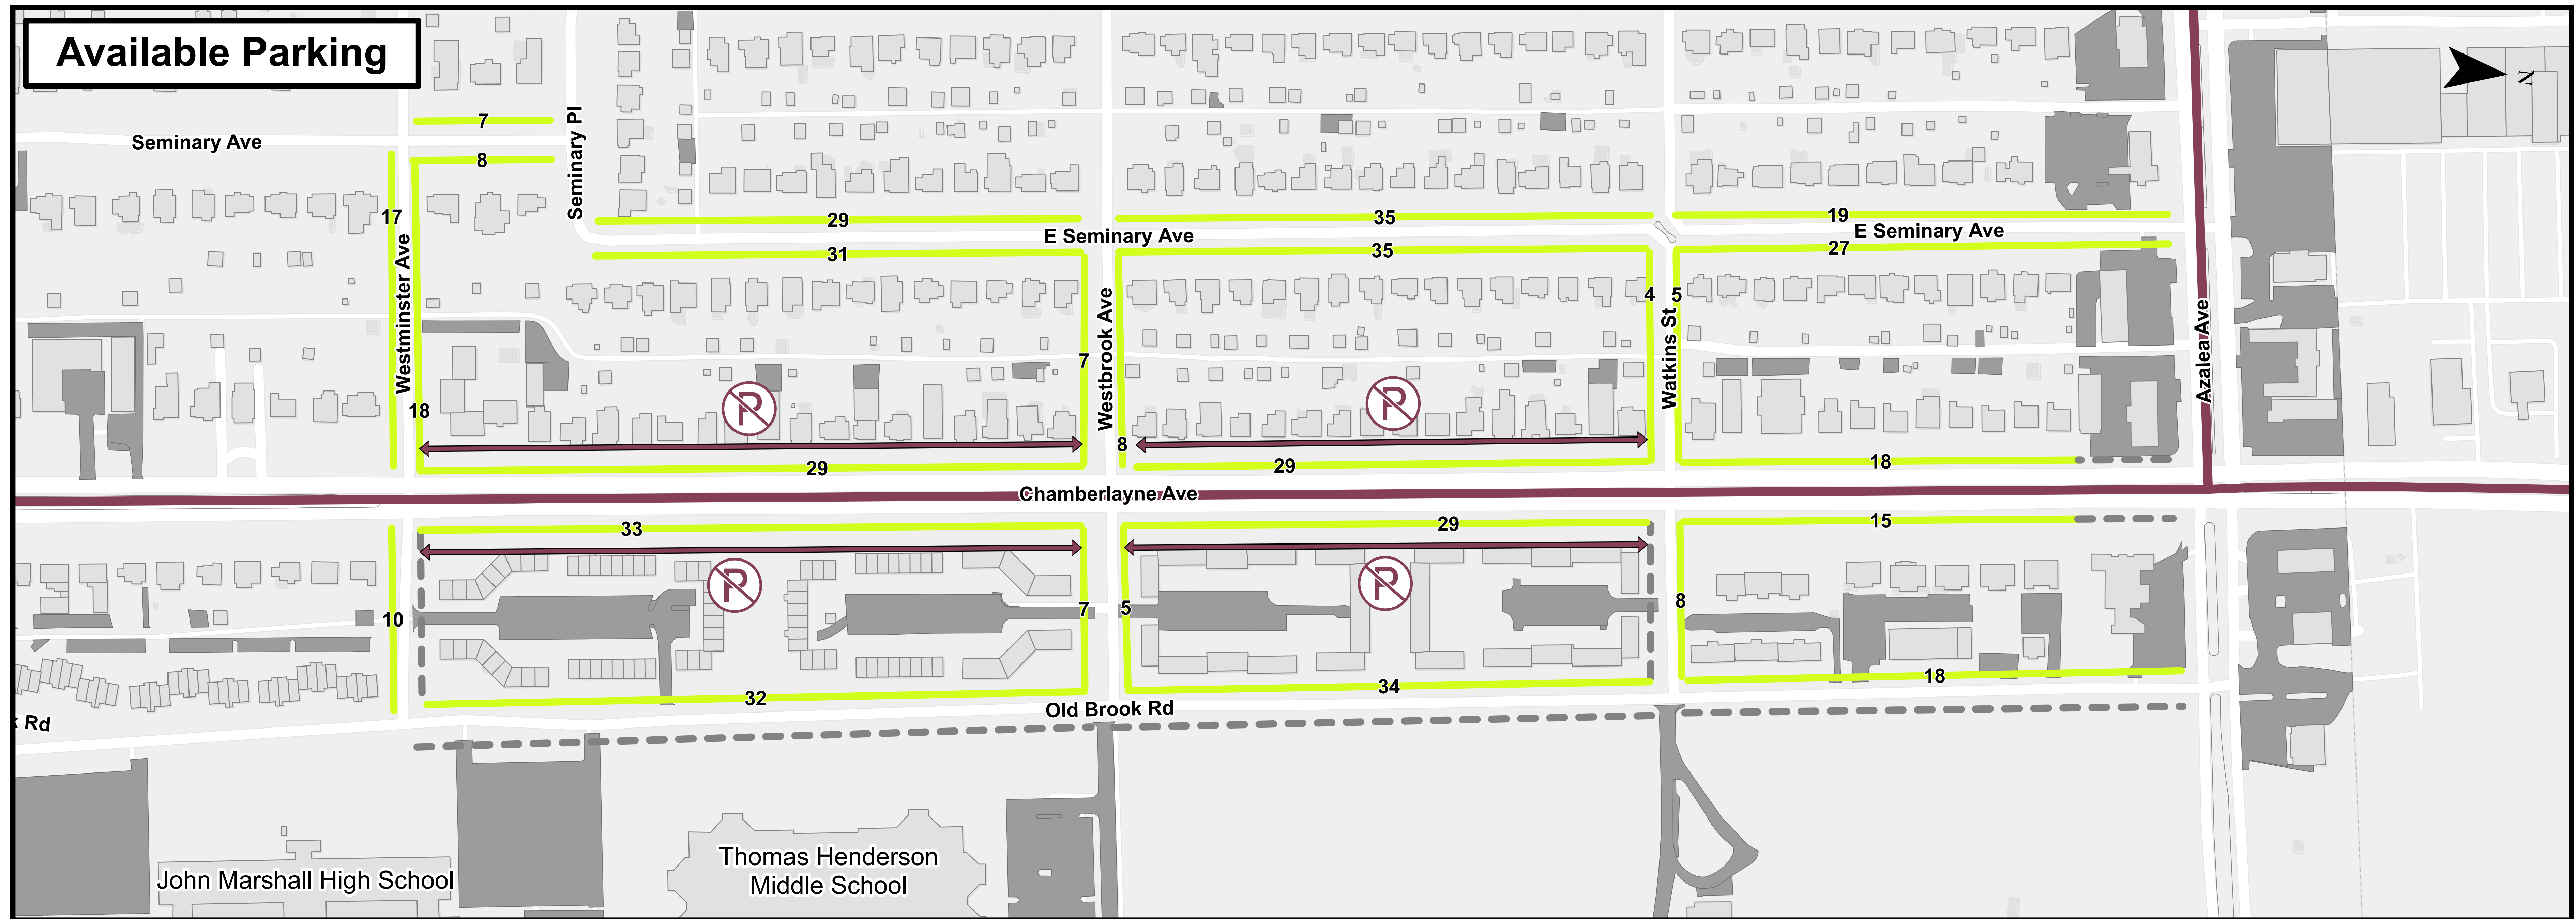 Available Parking
N
7
Seminary Ave
Seminary Pl
8
17
29
35
19
E Seminary Ave
E Seminary Ave
31
35
27
Westminster Ave
Westbrook Ave
4
5
Watkins St
Azalea Ave
7
18
P
P
8
29
29
18
Chamberlayne Ave
33
29
15
P
P
10
7
5
8
32
34
18
Old Brook Rd
k Rd
Thomas Henderson
Middle School
John Marshall High School